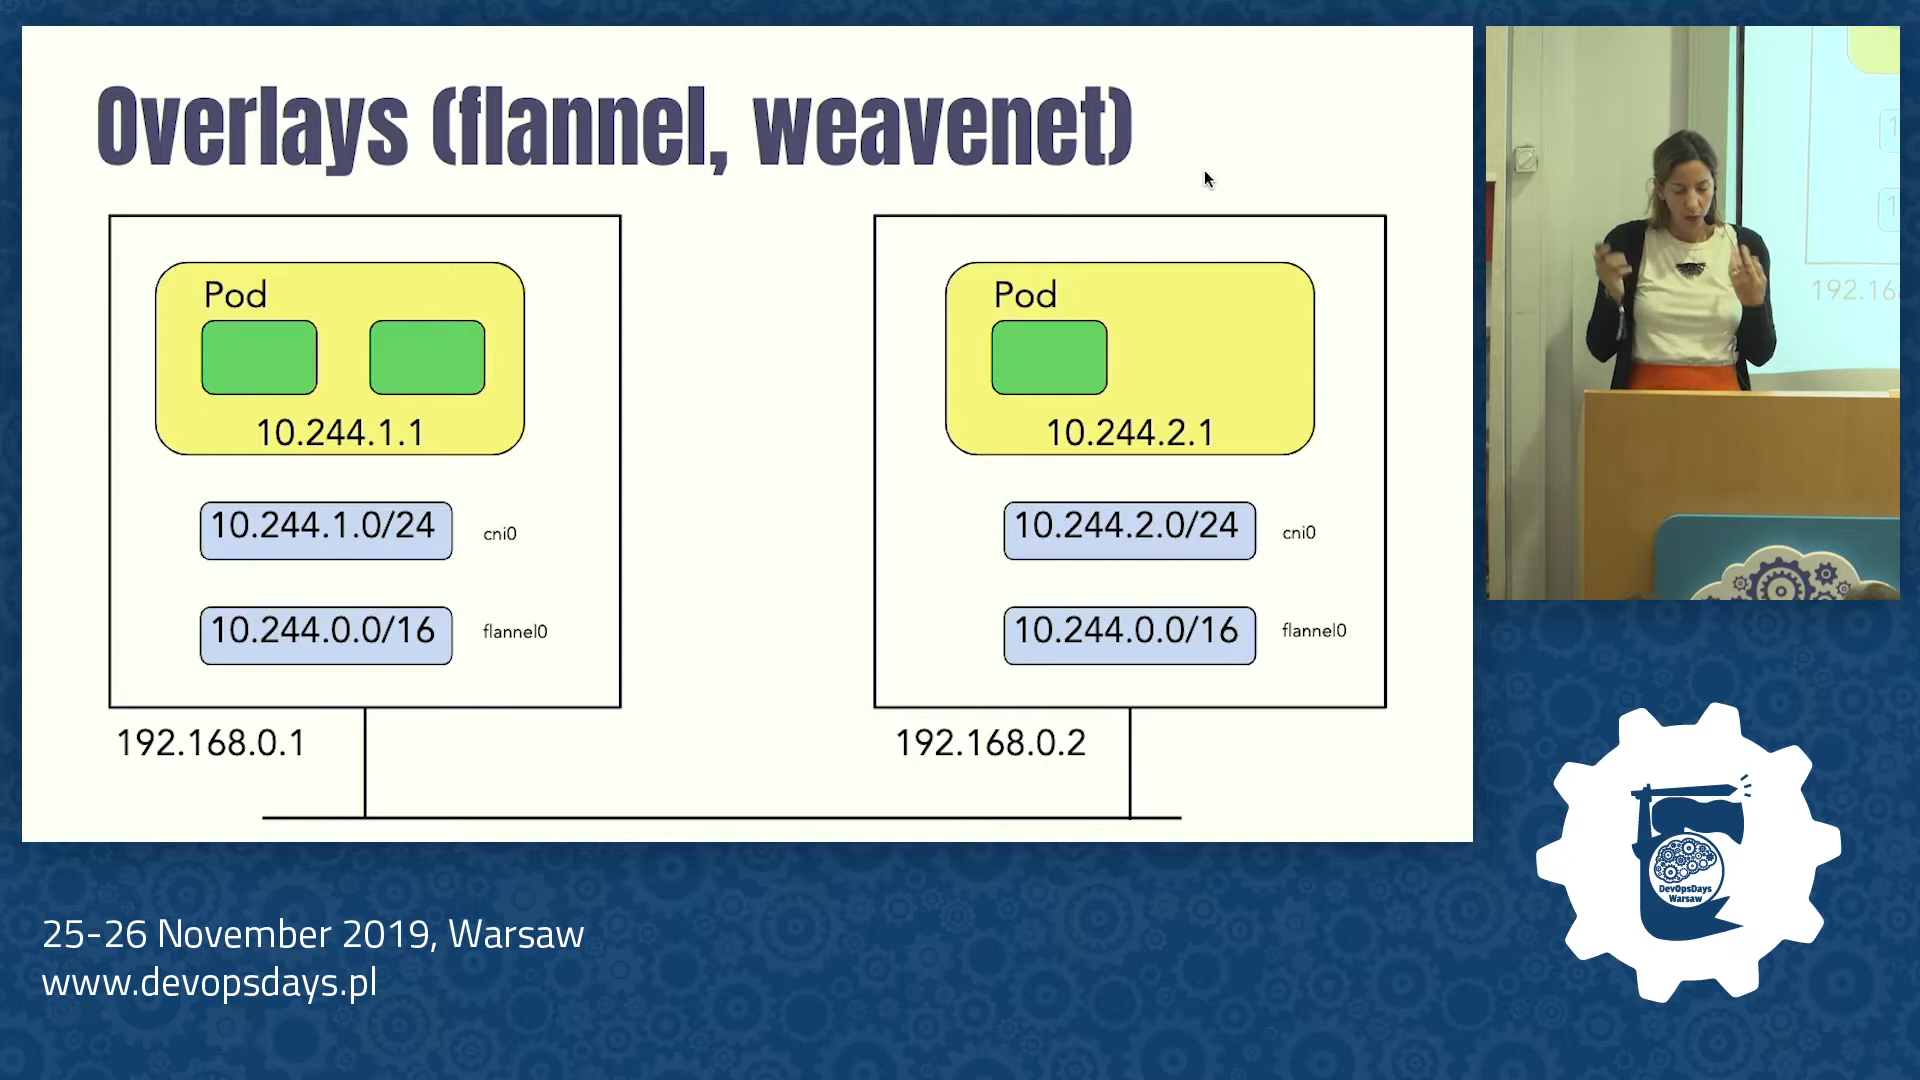 Overlays (flannel, weavenet)
Pod
10.244.1.1
10.244.1.0/24 cni0
10.244.0.0/16 flannel0
192.168.0.1
Pod
10.244.2.1
10.244.2.0/24 cni0
10.244.0.0/16 flannel0
192.168.0.2
192.16
DevOpsDays
Warsaw
25-26 November 2019, Warsaw
www.devopsdays.pl